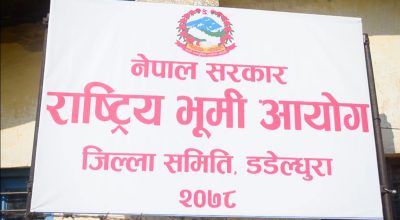 नेपाल सरकार
राष्ट्रिय भूमी आयोग
जिल्ला समिति, डडेल्धुरा
२०७८